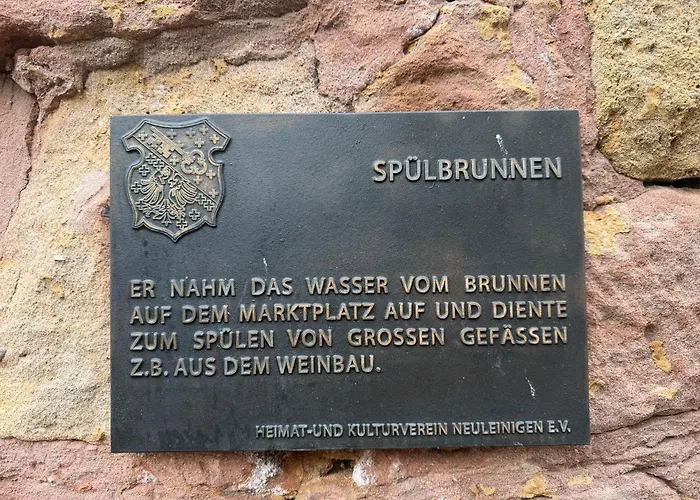 SPÜLBRUNNEN
ER NAHM DAS WASSER VOM BRUNNEN
AUF DEM MARKTPLATZ AUF UND DIENTE
ZUM SPÜLEN VON GROSSEN GEFÄSSEN
Z.B. AUS DEM WEINBAU.
HEIMAT-UND KULTURVEREIN NEULEINIGEN E.V.